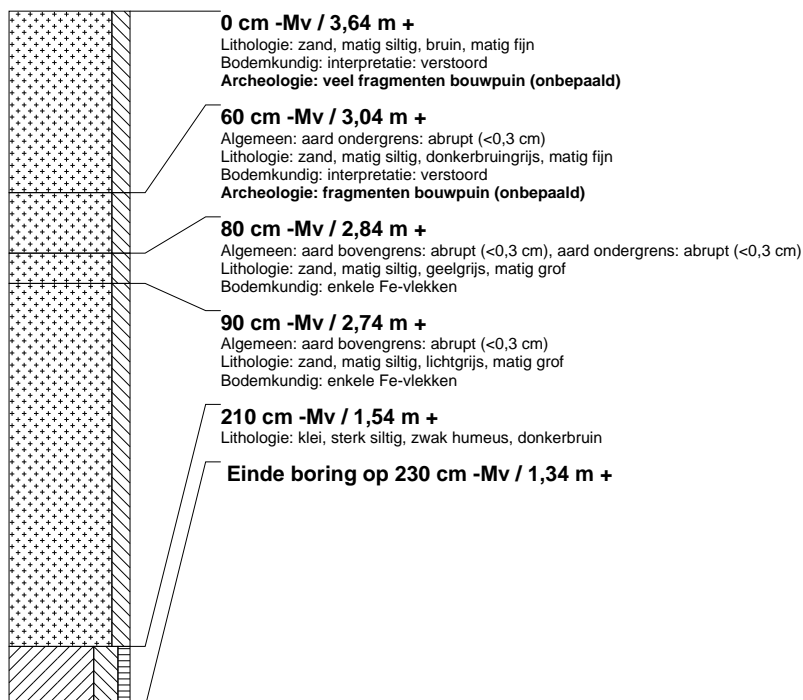 0 cm -Mv / 3,64 m +
Lithologie: zand, matig siltig, bruin, matig fijn
Bodemkundig: interpretatie: verstoord
Archeologie: veel fragmenten bouwpuin (onbepaald)
60 cm -Mv / 3,04 m +
Algemeen: aard ondergrens: abrupt (<0,3 cm)
Lithologie: zand, matig siltig, donkerbruingrijs, matig fijn
Bodemkundig: interpretatie: verstoord
Archeologie: fragmenten bouwpuin (onbepaald)
80 cm -Mv / 2,84 m +
Algemeen: aard bovengrens: abrupt (<0,3 cm), aard ondergrens: abrupt (<0,3 cm)
Lithologie: zand, matig siltig, geelgrijs, matig grof
Bodemkundig: enkele Fe-vlekken
90 cm -Mv / 2,74 m +
Algemeen: aard bovengrens: abrupt (<0,3 cm)
Lithologie: zand, matig siltig, lichtgrijs, matig grof
Bodemkundig: enkele Fe-vlekken
210 cm -Mv / 1,54 m +
Lithologie: klei, sterk siltig, zwak humeus, donkerbruin
Einde boring op 230 cm -Mv / 1,34 m +